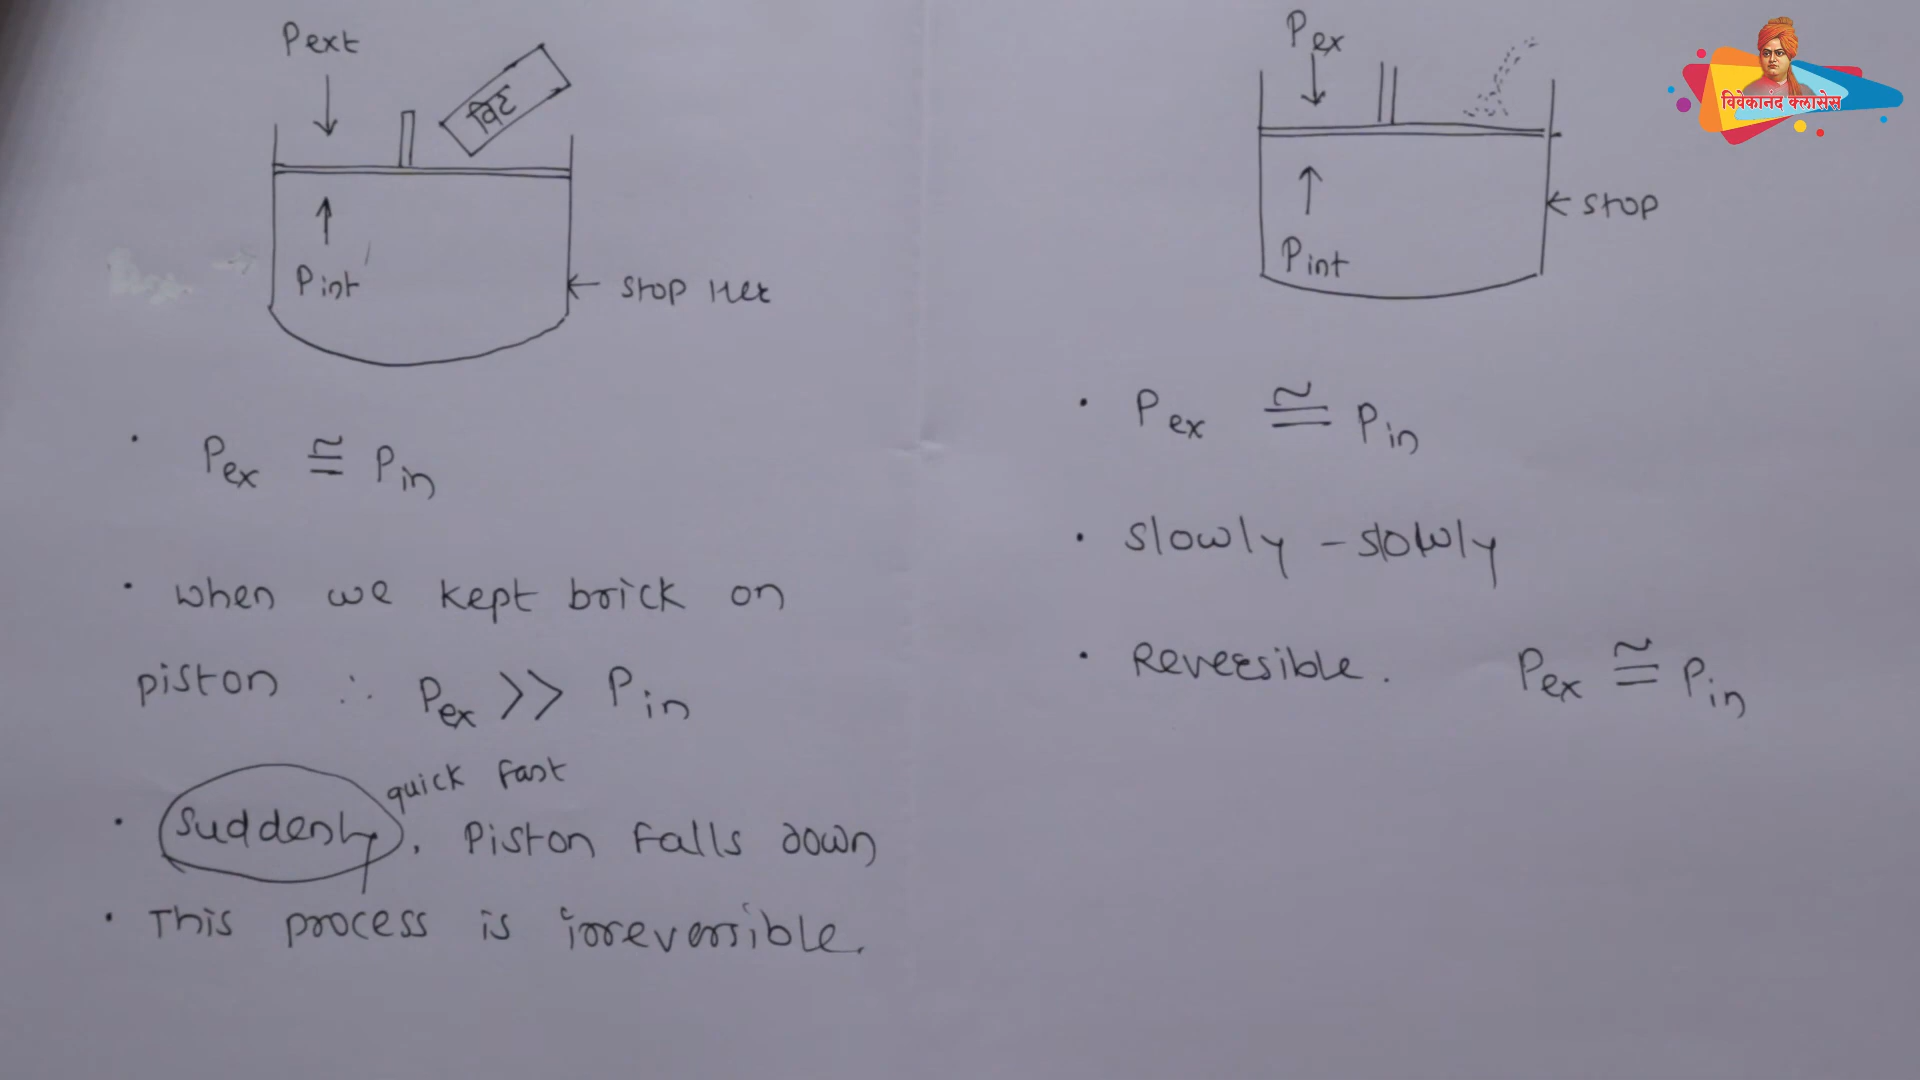 Pext
विट
Pint
← Stop Her
Pex ≅ Pin
• when we kept brick on
piston ∴ Pex >> Pin
quick Fast
• Suddenly, Piston Falls down
• This process is irreversible.
Pex
← Stop
Pint
• Pex ≅ Pin
• Slowly - slowly
• Reversible. Pex ≅ Pin
विवेकानंद क्लासेस